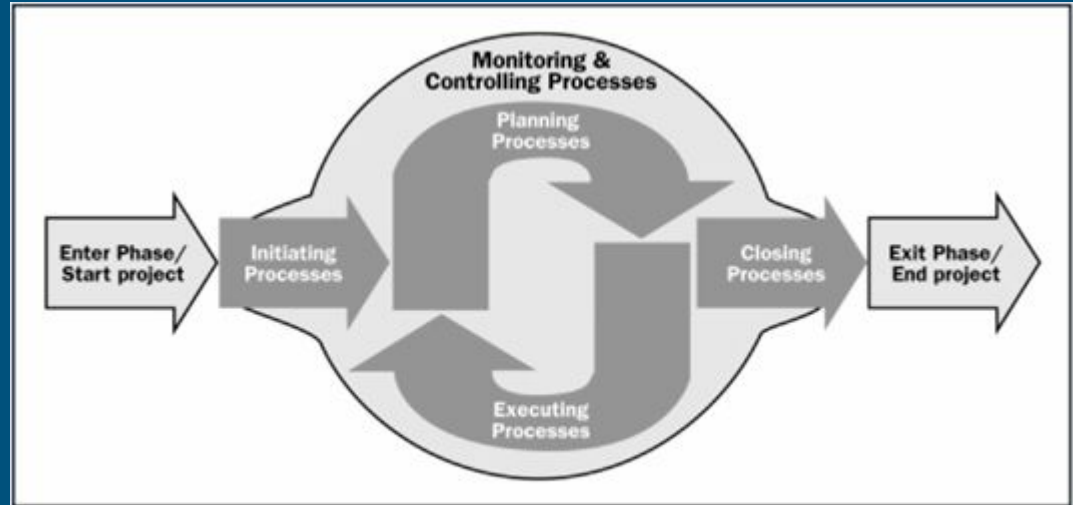 Monitoring &
Controlling Processes
Planning
Processes
Enter Phase/
Start project
Initiating
Processes
Closing
Processes
Exit Phase/
End project
Executing
Processes